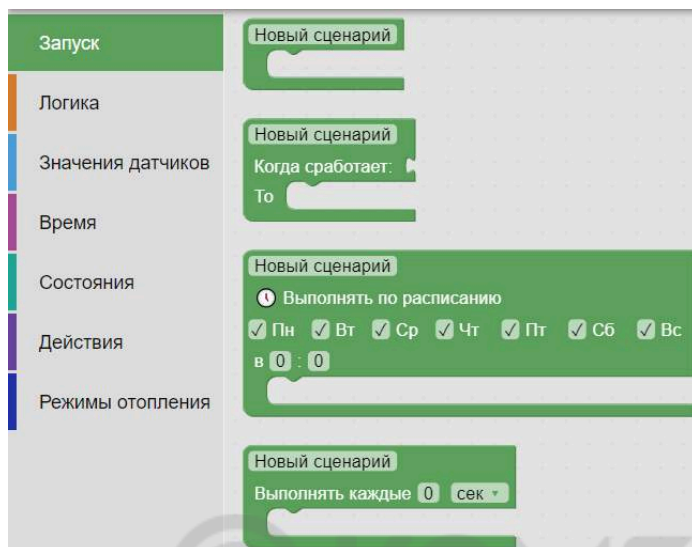 Запуск
Логика
Значения датчиков
Время
Состояния
Действия
Режимы отопления
Новый сценарий
Новый сценарий
Когда сработает:
То
Новый сценарий
Выполнять по расписанию
Пн Вт Ср Чт Пт Сб Вс
в 0 : 0
Новый сценарий
Выполнять каждые 0 сек